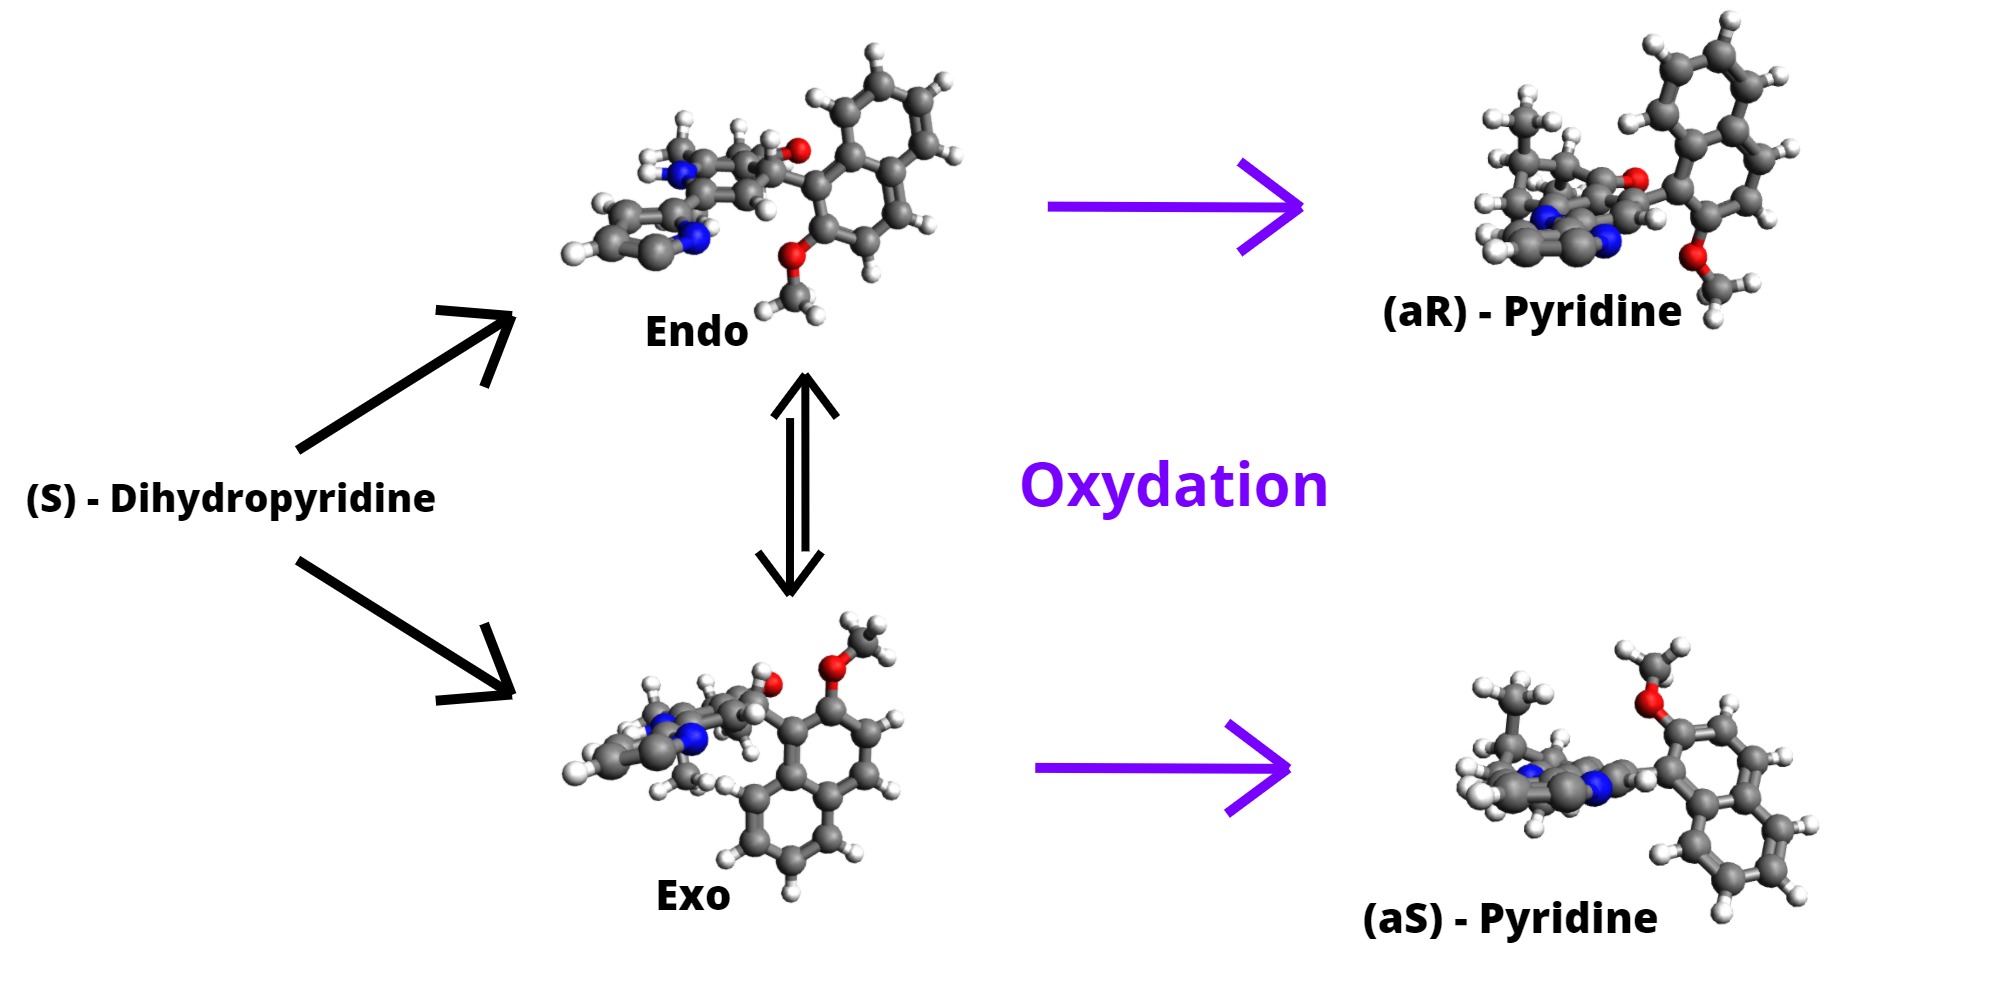 Endo
(aR) - Pyridine
(S) - Dihydropyridine
Oxydation
Exo
(aS) - Pyridine